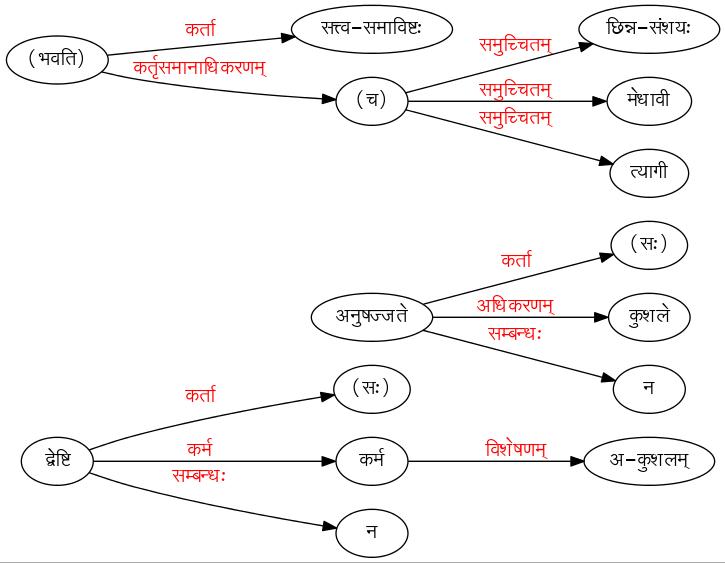 (भवति)
कर्ता
सत्त्व-समाविष्टः
कर्तृसमानाधिकरणम्
(च)
समुच्चितम्
छिन्न-संशयः
समुच्चितम्
मेधावी
समुच्चितम्
त्यागी
अनुषज्जते
कर्ता
(सः)
अधिकरणम्
कुशले
सम्बन्धः
न
द्वेष्टि
कर्ता
(सः)
कर्म
कर्म
विशेषणम्
अ-कुशलम्
सम्बन्धः
न